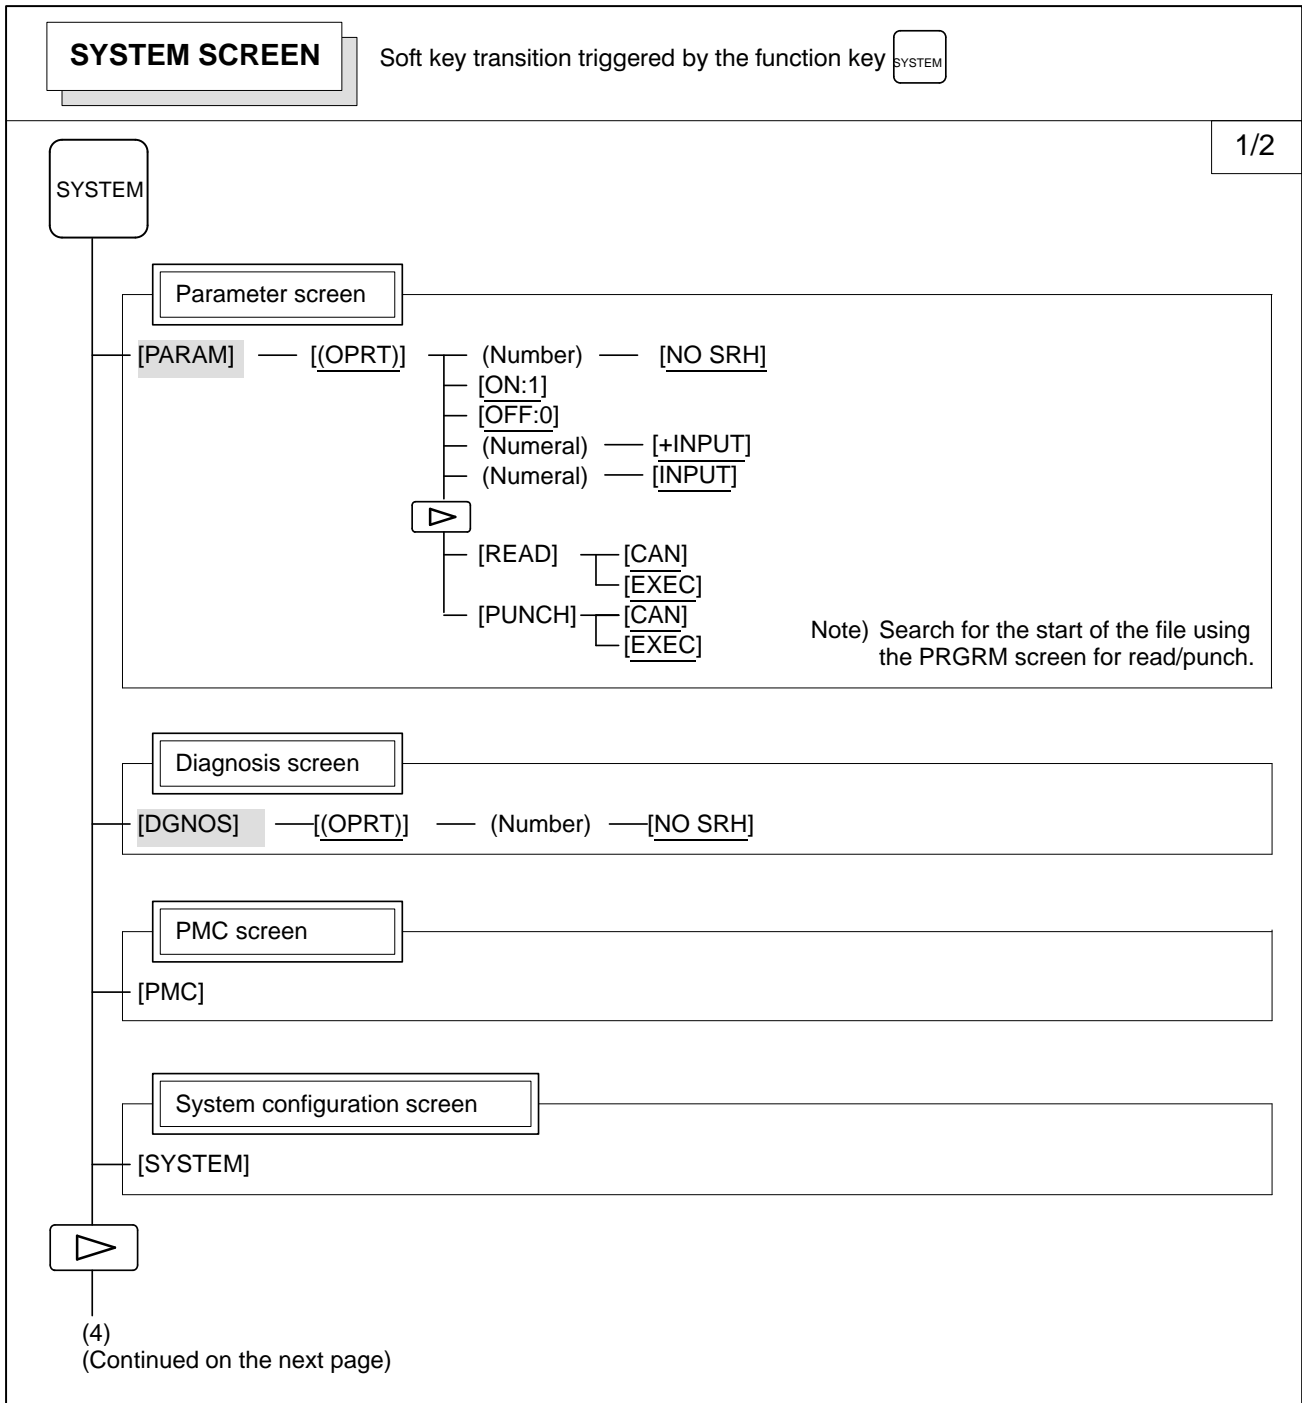 SYSTEM SCREEN
Soft key transition triggered by the function key SYSTEM
1/2
SYSTEM
Parameter screen
[PARAM] [(OPRT)] (Number) [NO SRH]
[ON:1]
[OFF:0]
(Numeral) [+INPUT]
(Numeral) [INPUT]
[READ] [CAN]
[EXEC]
[PUNCH] [CAN]
[EXEC]
Note) Search for the start of the file using
the PRGRM screen for read/punch.
Diagnosis screen
[DGNOS] [(OPRT)] (Number) [NO SRH]
PMC screen
[PMC]
System configuration screen
[SYSTEM]
(4)
(Continued on the next page)